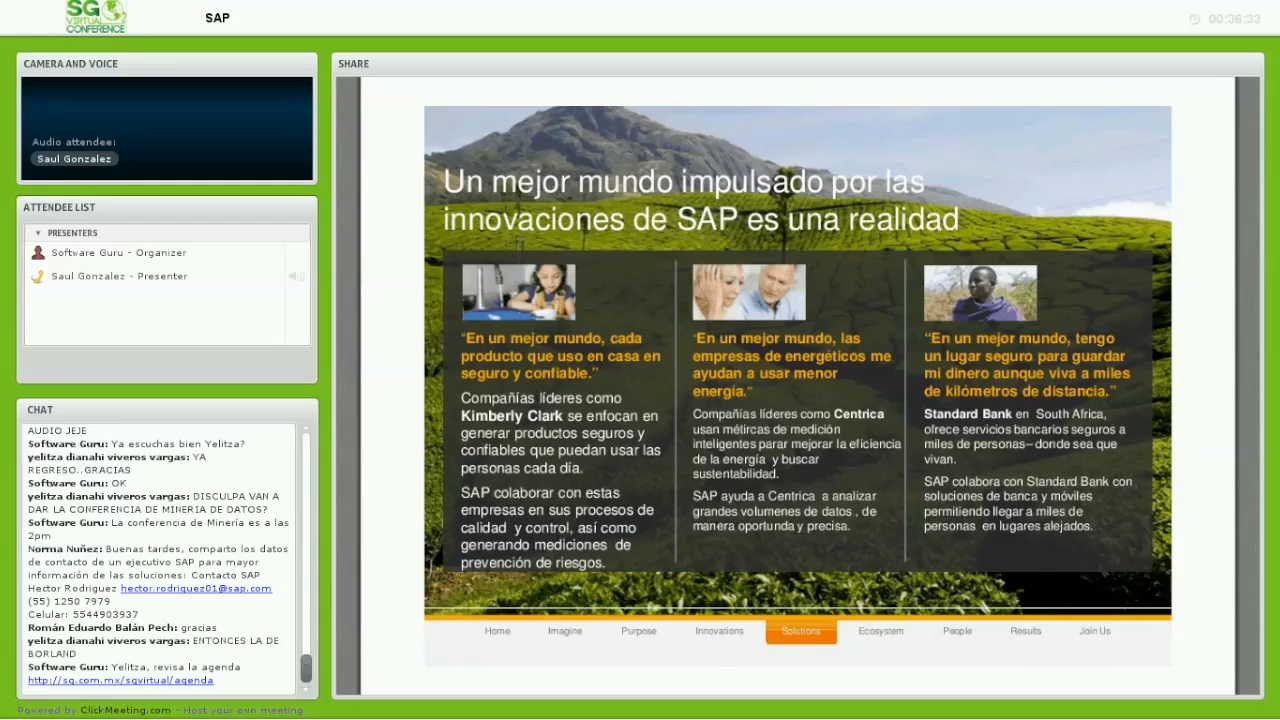 SG
VIRTUAL
CONFERENCE
SAP
00:36:33
CAMERA AND VOICE
Audio attendee:
Saul Gonzalez
ATTENDEE LIST
PRESENTERS
Software Guru - Organizer
Saul Gonzalez - Presenter
CHAT
AUDIO JEJE
Software Guru: Ya escuchas bien Yelitza?
yelitza dianahi viveros vargas: YA
REGRESO..GRACIAS
Software Guru: OK
yelitza dianahi viveros vargas: DISCULPA VAN A
DAR LA CONFERENCIA DE MINERIA DE DATOS?
Software Guru: La conferencia de Minería es a las
2pm
Norma Nuñez: Buenas tardes, comparto los datos
de contacto de un ejecutivo SAP para mayor
información de las soluciones: Contacto SAP
Hector Rodriguez hector.rodriguez01@sap.com
(55) 1250 7979
Celular: 5544903937
Román Eduardo Balán Pech: gracias
yelitza dianahi viveros vargas: ENTONCES LA DE
BORLAND
Software Guru: Yelitza, revisa la agenda
http://sg.com.mx/sgvirtual/agenda
SHARE
Un mejor mundo impulsado por las
innovaciones de SAP es una realidad
“En un mejor mundo, cada
producto que uso en casa en
seguro y confiable.”
Compañías líderes como
Kimberly Clark se enfocan en
generar productos seguros y
confiables que puedan usar las
personas cada día.
SAP colaborar con estas
empresas en sus procesos de
calidad y control, así como
generando mediciones de
prevención de riesgos.
“En un mejor mundo, las
empresas de energéticos me
ayudan a usar menor
energía.”
Compañías líderes como Centrica
usan métircas de medición
inteligentes parar mejorar la eficiencia
de la energía y buscar
sustentabilidad.
SAP ayuda a Centrica a analizar
grandes volumenes de datos , de
manera oportunda y precisa.
“En un mejor mundo, tengo
un lugar seguro para guardar
mi dinero aunque viva a miles
de kilómetros de distancia.”
Standard Bank en South Africa,
ofrece servicios bancarios seguros a
miles de personas– donde sea que
vivan.
SAP colabora con Standard Bank con
soluciones de banca y móviles
permitiendo llegar a miles de
personas en lugares alejados.
Home Imagine Purpose Innovations Solutions Ecosystem People Results Join Us
Powered by ClickMeeting.com - Host your own meeting